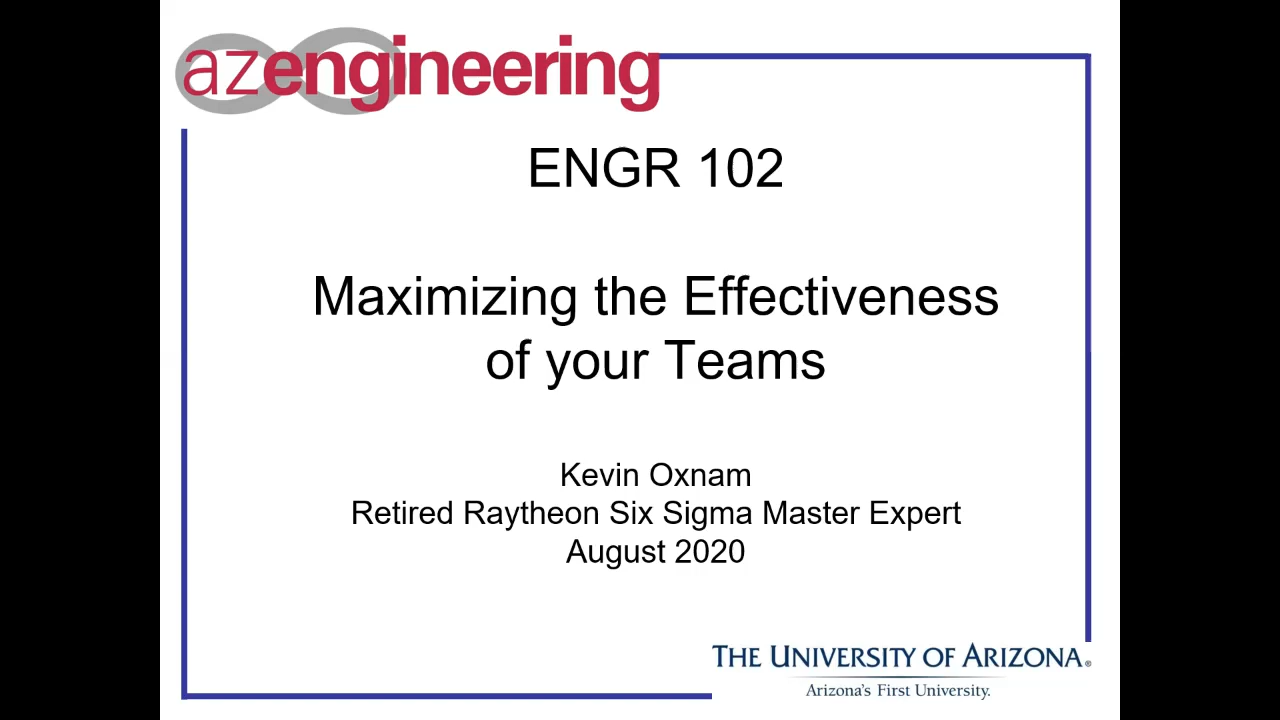 azengineering
ENGR 102
Maximizing the Effectiveness
of your Teams
Kevin Oxnam
Retired Raytheon Six Sigma Master Expert
August 2020
THE UNIVERSITY OF ARIZONA®
Arizona's First University.